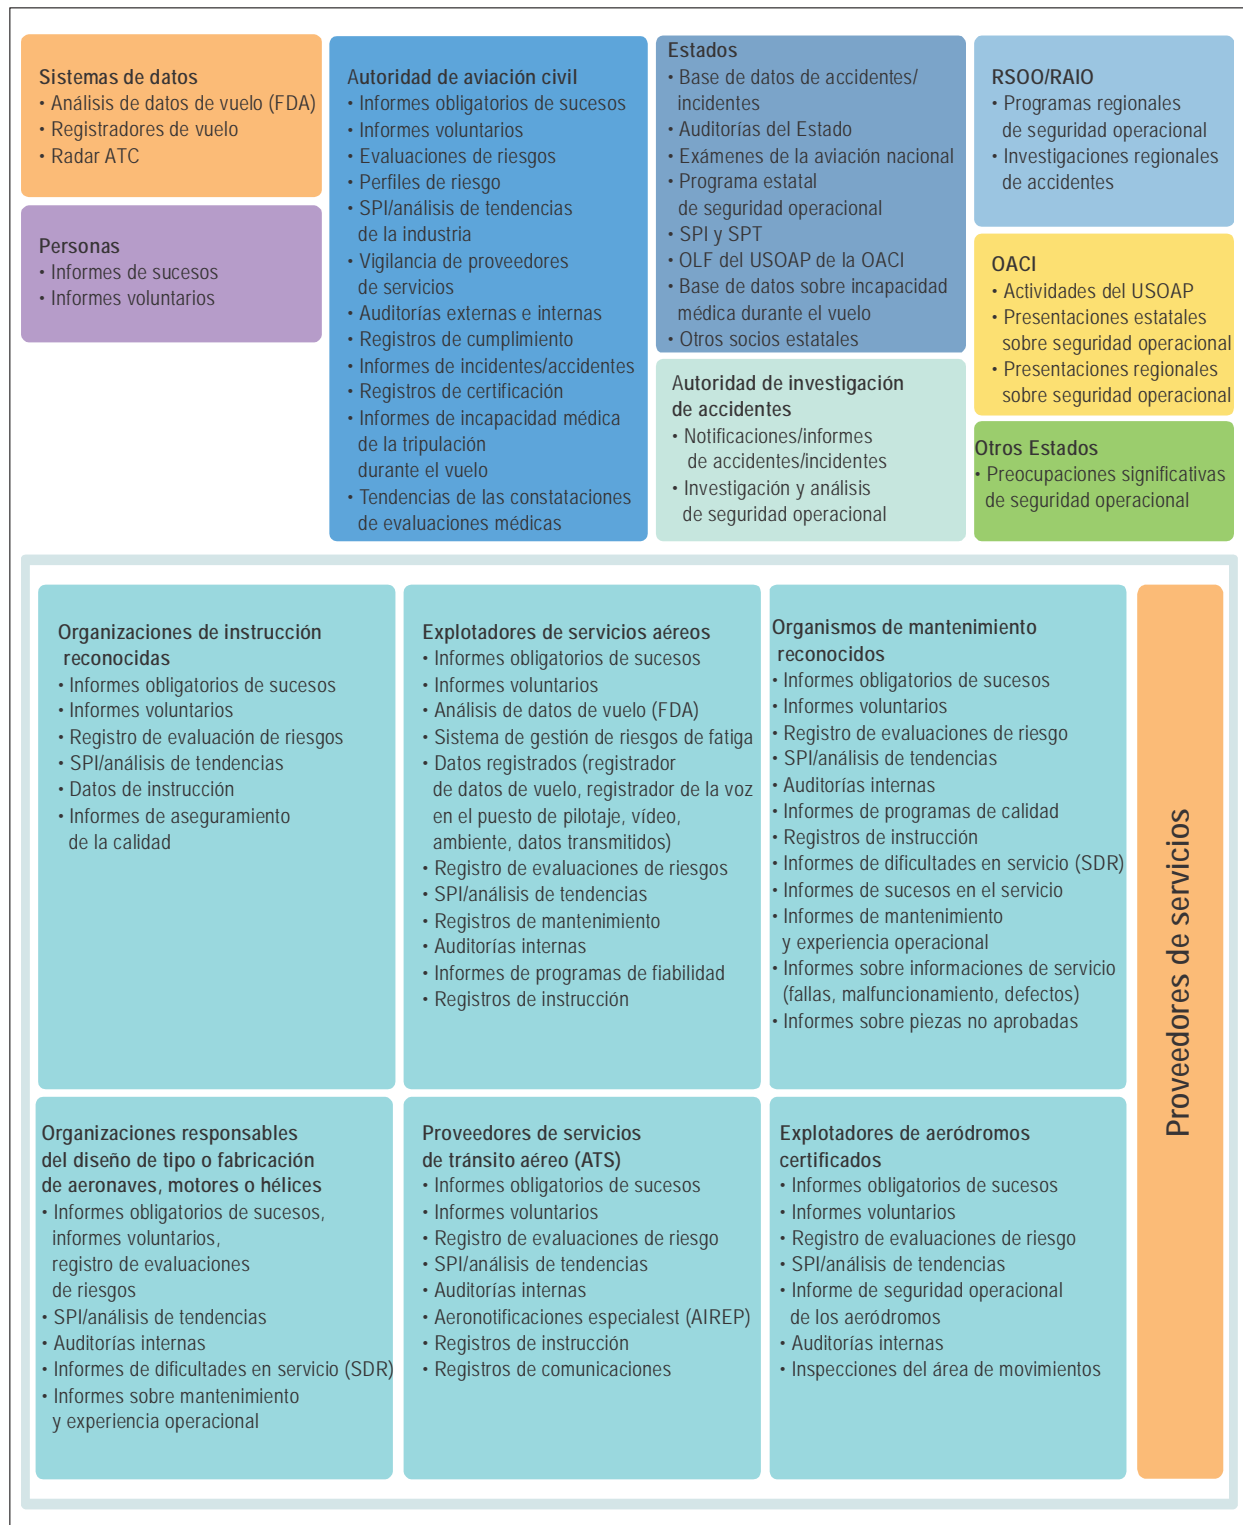 Sistemas de datos
• Análisis de datos de vuelo (FDA)
• Registradores de vuelo
• Radar ATC
Personas
• Informes de sucesos
• Informes voluntarios
Autoridad de aviación civil
• Informes obligatorios de sucesos
• Informes voluntarios
• Evaluaciones de riesgos
• Perfiles de riesgo
• SPI/análisis de tendencias
de la industria
• Vigilancia de proveedores
de servicios
• Auditorías externas e internas
• Registros de cumplimiento
• Informes de incidentes/accidentes
• Registros de certificación
• Informes de incapacidad médica
de la tripulación
durante el vuelo
• Tendencias de las constataciones
de evaluaciones médicas
Estados
• Base de datos de accidentes/
incidentes
• Auditorías del Estado
• Exámenes de la aviación nacional
• Programa estatal
de seguridad operacional
• SPI y SPT
• OLF del USOAP de la OACI
• Base de datos sobre incapacidad
médica durante el vuelo
• Otros socios estatales
Autoridad de investigación
de accidentes
• Notificaciones/informes
de accidentes/incidentes
• Investigación y análisis
de seguridad operacional
RSOO/RAIO
• Programas regionales
de seguridad operacional
• Investigaciones regionales
de accidentes
OACI
• Actividades del USOAP
• Presentaciones estatales
sobre seguridad operacional
• Presentaciones regionales
sobre seguridad operacional
Otros Estados
• Preocupaciones significativas
de seguridad operacional
Organizaciones de instrucción
reconocidas
• Informes obligatorios de sucesos
• Informes voluntarios
• Registro de evaluación de riesgos
• SPI/análisis de tendencias
• Datos de instrucción
• Informes de aseguramiento
de la calidad
Explotadores de servicios aéreos
• Informes obligatorios de sucesos
• Informes voluntarios
• Análisis de datos de vuelo (FDA)
• Sistema de gestión de riesgos de fatiga
• Datos registrados (registrador
de datos de vuelo, registrador de la voz
en el puesto de pilotaje, vídeo,
ambiente, datos transmitidos)
• Registro de evaluaciones de riesgos
• SPI/análisis de tendencias
• Registros de mantenimiento
• Auditorías internas
• Informes de programas de fiabilidad
• Registros de instrucción
Organismos de mantenimiento
reconocidos
• Informes obligatorios de sucesos
• Informes voluntarios
• Registro de evaluaciones de riesgo
• SPI/análisis de tendencias
• Auditorías internas
• Informes de programas de calidad
• Registros de instrucción
• Informes de dificultades en servicio (SDR)
• Informes de sucesos en el servicio
• Informes de mantenimiento
y experiencia operacional
• Informes sobre informaciones de servicio
(fallas, malfuncionamiento, defectos)
• Informes sobre piezas no aprobadas
Organizaciones responsables
del diseño de tipo o fabricación
de aeronaves, motores o hélices
• Informes obligatorios de sucesos,
informes voluntarios,
registro de evaluaciones
de riesgos
• SPI/análisis de tendencias
• Auditorías internas
• Informes de dificultades en servicio (SDR)
• Informes sobre mantenimiento
y experiencia operacional
Proveedores de servicios
de tránsito aéreo (ATS)
• Informes obligatorios de sucesos
• Informes voluntarios
• Registro de evaluaciones de riesgo
• SPI/análisis de tendencias
• Auditorías internas
• Aeronotificaciones especialest (AIREP)
• Registros de instrucción
• Registros de comunicaciones
Explotadores de aeródromos
certificados
• Informes obligatorios de sucesos
• Informes voluntarios
• Registro de evaluaciones de riesgo
• SPI/análisis de tendencias
• Informe de seguridad operacional
de los aeródromos
• Auditorías internas
• Inspecciones del área de movimientos
Proveedores de servicios